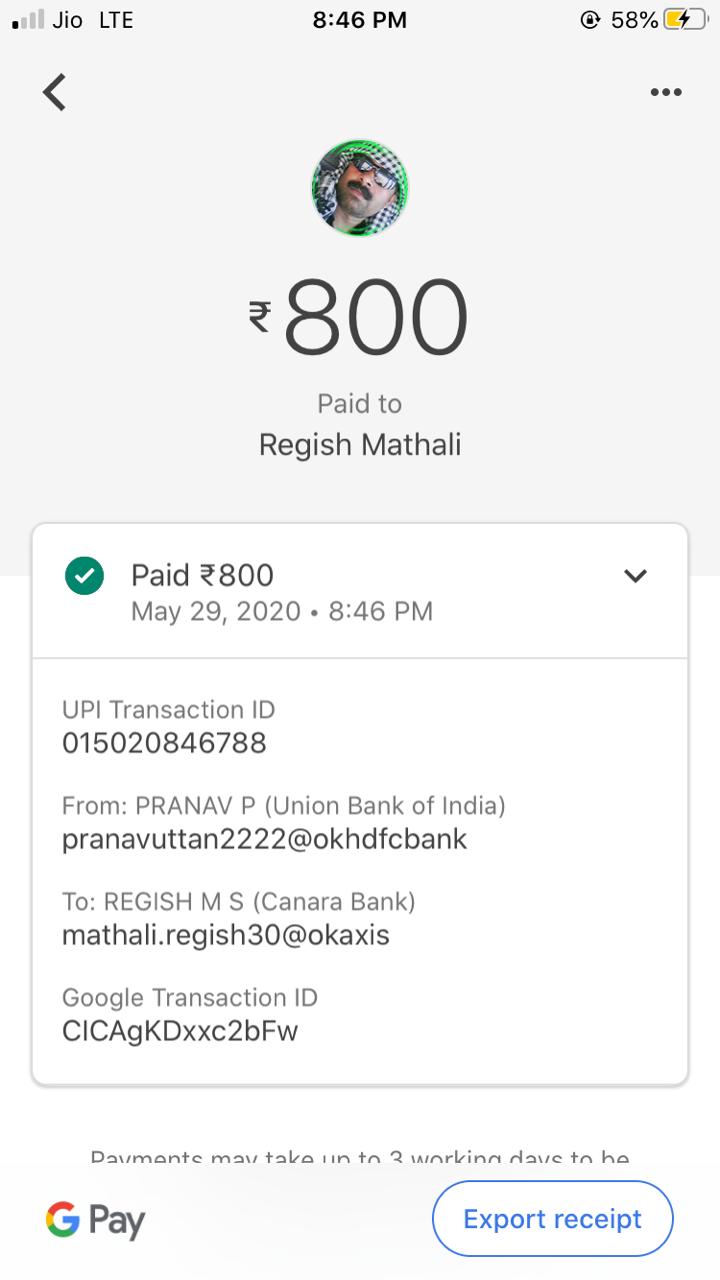 Jio LTE 8:46 PM 58%
₹800
Paid to
Regish Mathali
Paid ₹800
May 29, 2020 • 8:46 PM
UPI Transaction ID
015020846788
From: PRANAV P (Union Bank of India)
pranavuttan2222@okhdfcbank
To: REGISH M S (Canara Bank)
mathali.regish30@okaxis
Google Transaction ID
CICAgKDxxc2bFw
Payments may take up to 3 working days to be
G Pay
Export receipt